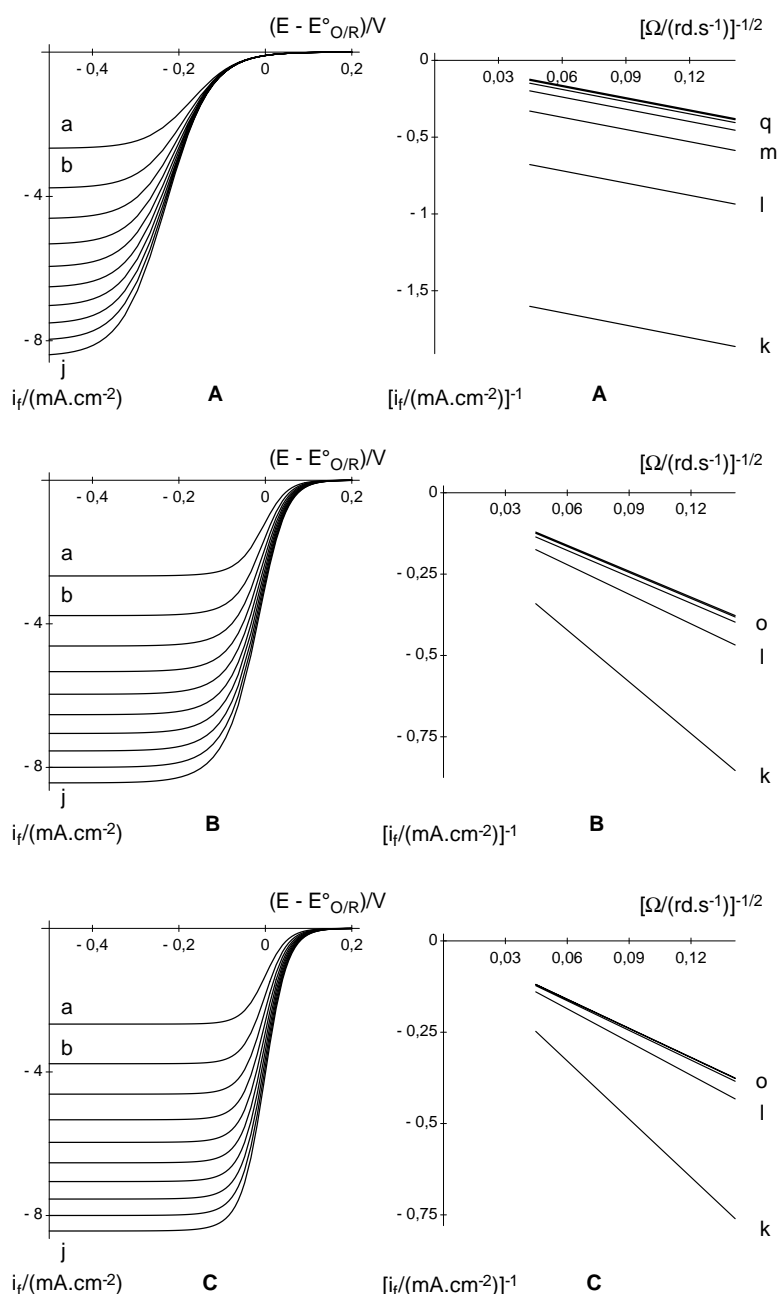 (E - E°O/R)/V
- 0,4 - 0,2 0 0,2
a
b
- 4
- 8
j
if/(mA.cm-2) A
[Ω/(rd.s-1)]-1/2
0
0,03 0,06 0,09 0,12
q
- 0,5
m
l
- 1
- 1,5
k
[if/(mA.cm-2)]-1 A
(E - E°O/R)/V
- 0,4 - 0,2 0 0,2
a
b
- 4
- 8
j
if/(mA.cm-2) B
[Ω/(rd.s-1)]-1/2
0
0,03 0,06 0,09 0,12
- 0,25
o
- 0,5
l
- 0,75
k
[if/(mA.cm-2)]-1 B
(E - E°O/R)/V
- 0,4 - 0,2 0 0,2
a
b
- 4
- 8
j
if/(mA.cm-2) C
[Ω/(rd.s-1)]-1/2
0
0,03 0,06 0,09 0,12
- 0,25
o
l
- 0,5
- 0,75
k
[if/(mA.cm-2)]-1 C